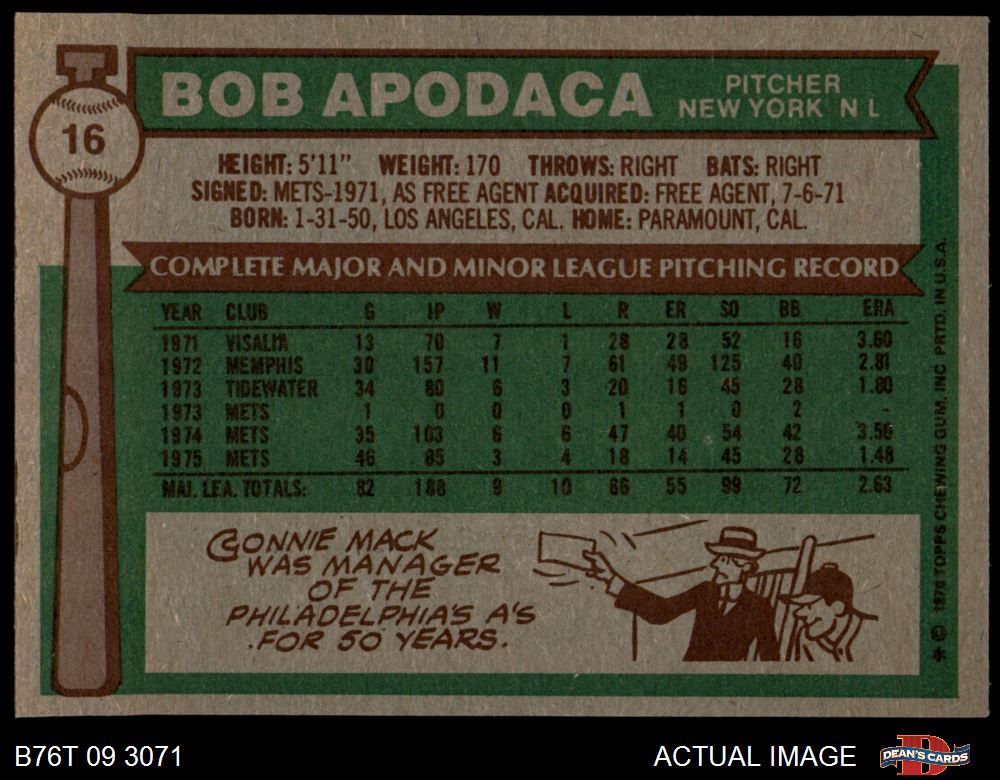 16
BOB APODACA
PITCHER
NEW YORK N L
HEIGHT: 5'11" WEIGHT: 170 THROWS: RIGHT BATS: RIGHT
SIGNED: METS-1971, AS FREE AGENT ACQUIRED: FREE AGENT, 7-6-71
BORN: 1-31-50, LOS ANGELES, CAL. HOME: PARAMOUNT, CAL.
COMPLETE MAJOR AND MINOR LEAGUE PITCHING RECORD
YEAR CLUB G IP W L R ER SO BB ERA
1971 VISALIA 13 70 7 1 28 28 52 16 3.60
1972 MEMPHIS 30 157 11 7 61 49 125 40 2.81
1973 TIDEWATER 34 80 6 3 20 16 45 28 1.80
1973 METS 1 0 0 0 1 1 0 2 -
1974 METS 35 103 6 6 47 40 54 42 3.50
1975 METS 46 85 3 4 18 14 45 28 1.48
MAJ. LEA. TOTALS: 82 188 9 10 66 55 99 72 2.63
CONNIE MACK
WAS MANAGER
OF THE
PHILADELPHIA'S A'S
FOR 50 YEARS.
* © 1976 TOPPS CHEWING GUM, INC PRTD. IN U.S.A.
B76T 09 3071
ACTUAL IMAGE
DEAN'S CARDS